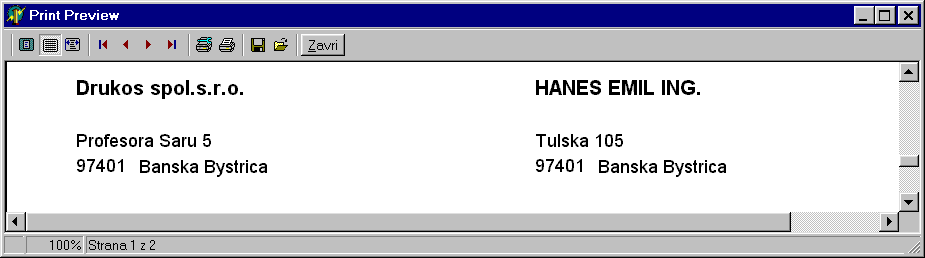 Print Preview
Zavri
Drukos spol.s.r.o.
HANES EMIL ING.
Profesora Saru 5
Tulska 105
97401 Banska Bystrica
97401 Banska Bystrica
100% Strana 1 z 2